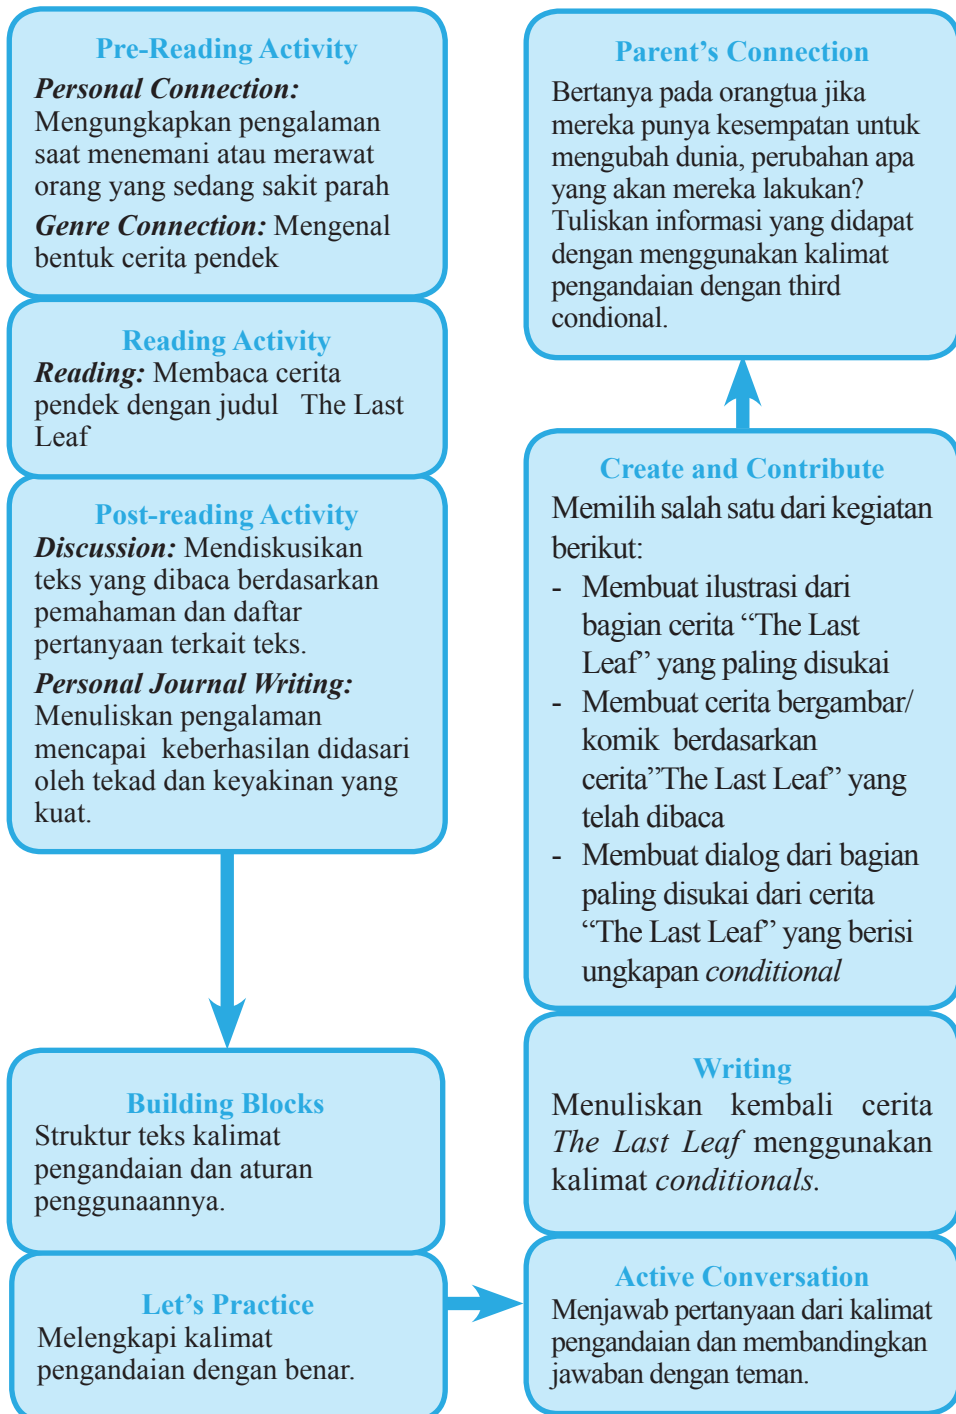 Pre-Reading Activity
Personal Connection:
Mengungkapkan pengalaman
saat menemani atau merawat
orang yang sedang sakit parah
Genre Connection: Mengenal
bentuk cerita pendek
Reading Activity
Reading: Membaca cerita
pendek dengan judul The Last
Leaf
Post-reading Activity
Discussion: Mendiskusikan
teks yang dibaca berdasarkan
pemahaman dan daftar
pertanyaan terkait teks.
Personal Journal Writing:
Menuliskan pengalaman
mencapai keberhasilan didasari
oleh tekad dan keyakinan yang
kuat.
Building Blocks
Struktur teks kalimat
pengandaian dan aturan
penggunaannya.
Let's Practice
Melengkapi kalimat
pengandaian dengan benar.
Active Conversation
Menjawab pertanyaan dari kalimat
pengandaian dan membandingkan
jawaban dengan teman.
Writing
Menuliskan kembali cerita
The Last Leaf menggunakan
kalimat conditionals.
Create and Contribute
Memilih salah satu dari kegiatan
berikut:
- Membuat ilustrasi dari
bagian cerita “The Last
Leaf” yang paling disukai
- Membuat cerita bergambar/
komik berdasarkan
cerita”The Last Leaf” yang
telah dibaca
- Membuat dialog dari bagian
paling disukai dari cerita
“The Last Leaf” yang berisi
ungkapan conditional
Parent’s Connection
Bertanya pada orangtua jika
mereka punya kesempatan untuk
mengubah dunia, perubahan apa
yang akan mereka lakukan?
Tuliskan informasi yang didapat
dengan menggunakan kalimat
pengandaian dengan third
condional.